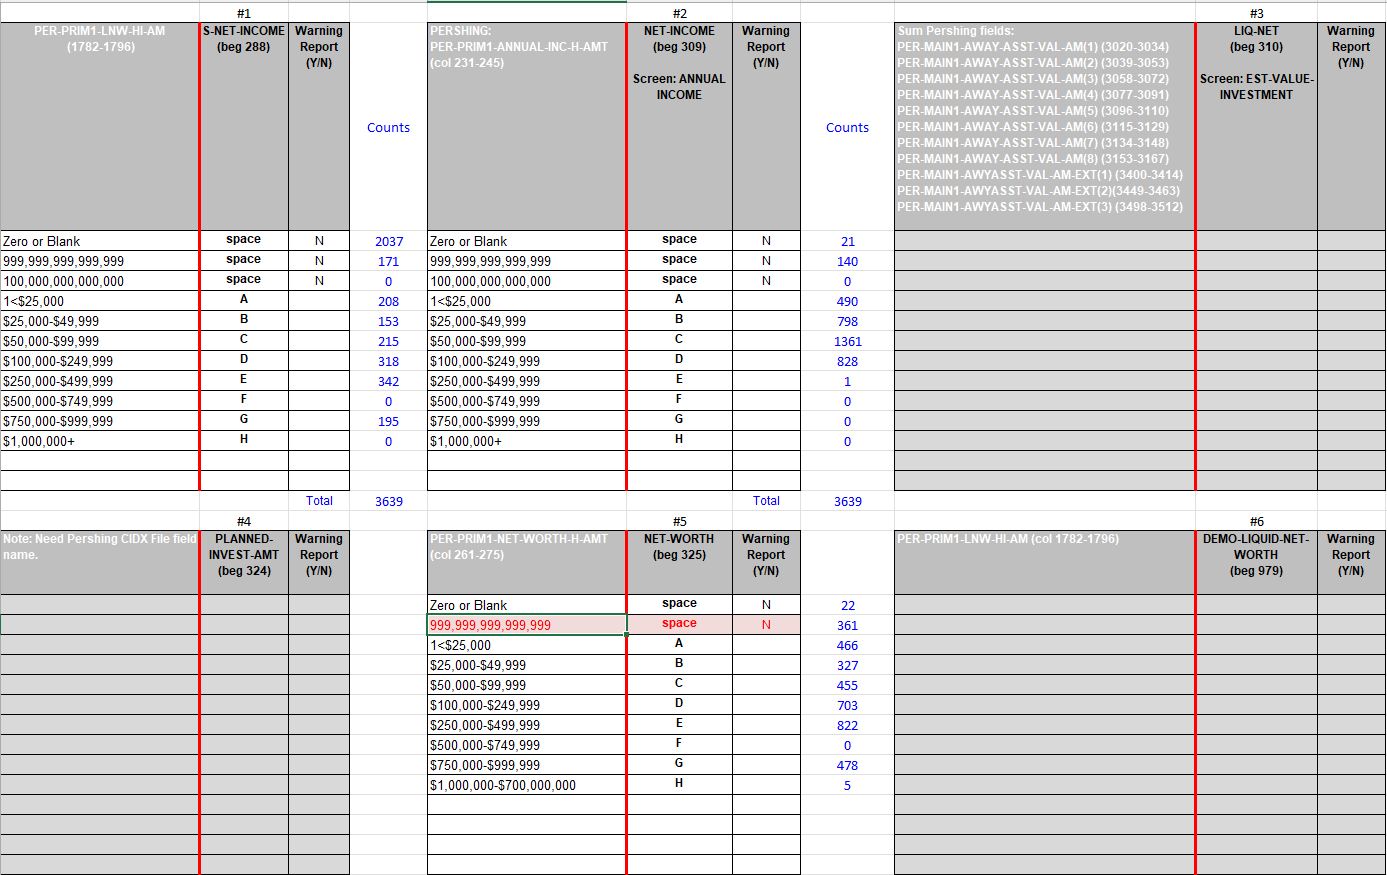 #1 #2 #3
PER-PRIM1-LNW-HI-AM
(1782-1796)
S-NET-INCOME
(beg 288)
Warning
Report
(Y/N)
Counts
PERSHING:
PER-PRIM1-ANNUAL-INC-H-AMT
(col 231-245)
NET-INCOME
(beg 309)
Screen: ANNUAL
INCOME
Warning
Report
(Y/N)
Counts
Sum Pershing fields:
PER-MAIN1-AWAY-ASST-VAL-AM(1) (3020-3034)
PER-MAIN1-AWAY-ASST-VAL-AM(2) (3039-3053)
PER-MAIN1-AWAY-ASST-VAL-AM(3) (3058-3072)
PER-MAIN1-AWAY-ASST-VAL-AM(4) (3077-3091)
PER-MAIN1-AWAY-ASST-VAL-AM(5) (3096-3110)
PER-MAIN1-AWAY-ASST-VAL-AM(6) (3115-3129)
PER-MAIN1-AWAY-ASST-VAL-AM(7) (3134-3148)
PER-MAIN1-AWAY-ASST-VAL-AM(8) (3153-3167)
PER-MAIN1-AWYASST-VAL-AM-EXT(1) (3400-3414)
PER-MAIN1-AWYASST-VAL-AM-EXT(2)(3449-3463)
PER-MAIN1-AWYASST-VAL-AM-EXT(3) (3498-3512)
LIQ-NET
(beg 310)
Screen: EST-VALUE-
INVESTMENT
Warning
Report
(Y/N)
Zero or Blank space N 2037 Zero or Blank space N 21
999,999,999,999,999 space N 171 999,999,999,999,999 space N 140
100,000,000,000,000 space N 0 100,000,000,000,000 space N 0
1<$25,000 A 208 1<$25,000 A 490
$25,000-$49,999 B 153 $25,000-$49,999 B 798
$50,000-$99,999 C 215 $50,000-$99,999 C 1361
$100,000-$249,999 D 318 $100,000-$249,999 D 828
$250,000-$499,999 E 342 $250,000-$499,999 E 1
$500,000-$749,999 F 0 $500,000-$749,999 F 0
$750,000-$999,999 G 195 $750,000-$999,999 G 0
$1,000,000+ H 0 $1,000,000+ H 0
Total 3639 Total 3639
#4 #5 #6
Note: Need Pershing CIDX File field
name.
PLANNED-
INVEST-AMT
(beg 324)
Warning
Report
(Y/N)
PER-PRIM1-NET-WORTH-H-AMT
(col 261-275)
NET-WORTH
(beg 325)
Warning
Report
(Y/N)
PER-PRIM1-LNW-HI-AM (col 1782-1796)
DEMO-LIQUID-NET-
WORTH
(beg 979)
Warning
Report
(Y/N)
Zero or Blank space N 22
999,999,999,999,999 space N 361
1<$25,000 A 466
$25,000-$49,999 B 327
$50,000-$99,999 C 455
$100,000-$249,999 D 703
$250,000-$499,999 E 822
$500,000-$749,999 F 0
$750,000-$999,999 G 478
$1,000,000-$700,000,000 H 5